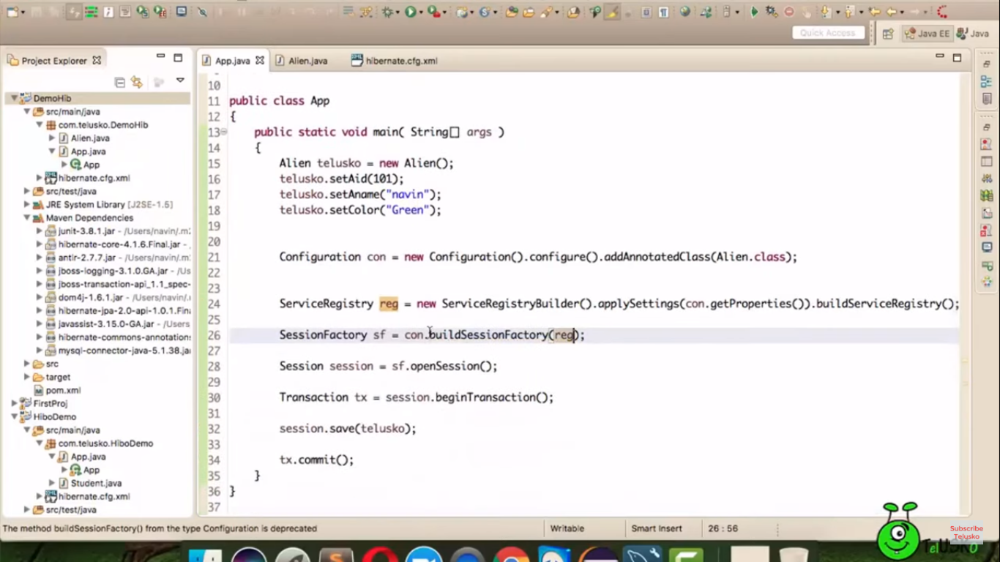 Quick Access
Java EE
Java
Project Explorer
App.java
Alien.java
hibernate.cfg.xml
DemoHib
src/main/java
com.telusko.DemoHib
Alien.java
App.java
App
hibernate.cfg.xml
src/test/java
JRE System Library [J2SE-1.5]
Maven Dependencies
junit-3.8.1.jar - /Users/navin/.m2
hibernate-core-4.1.6.Final.jar -
antlr-2.7.7.jar - /Users/navin/.m2
jboss-logging-3.1.0.GA.jar -
jboss-transaction-api_1.1_spec-
dom4j-1.6.1.jar - /Users/navin/.m
hibernate-jpa-2.0-api-1.0.1.Final
javassist-3.15.0-GA.jar - /Users
hibernate-commons-annotations
mysql-connector-java-5.1.38.jar
src
target
pom.xml
FirstProj
HiboDemo
src/main/java
com.telusko.HiboDemo
App.java
App
Student.java
hibernate.cfg.xml
src/test/java
10
11 public class App
12 {
13 public static void main( String[] args )
14 {
15 Alien telusko = new Alien();
16 telusko.setAid(101);
17 telusko.setAname("navin");
18 telusko.setColor("Green");
19
20
21 Configuration con = new Configuration().configure().addAnnotatedClass(Alien.class);
22
23
24 ServiceRegistry reg = new ServiceRegistryBuilder().applySettings(con.getProperties()).buildServiceRegistry();
25
26 SessionFactory sf = con.buildSessionFactory(reg);
27
28 Session session = sf.openSession();
29
30 Transaction tx = session.beginTransaction();
31
32 session.save(telusko);
33
34 tx.commit();
35 }
36 }
37
The method buildSessionFactory() from the type Configuration is deprecated
Writable
Smart Insert
26 : 56
Subscribe
Telusko
TelUSKO